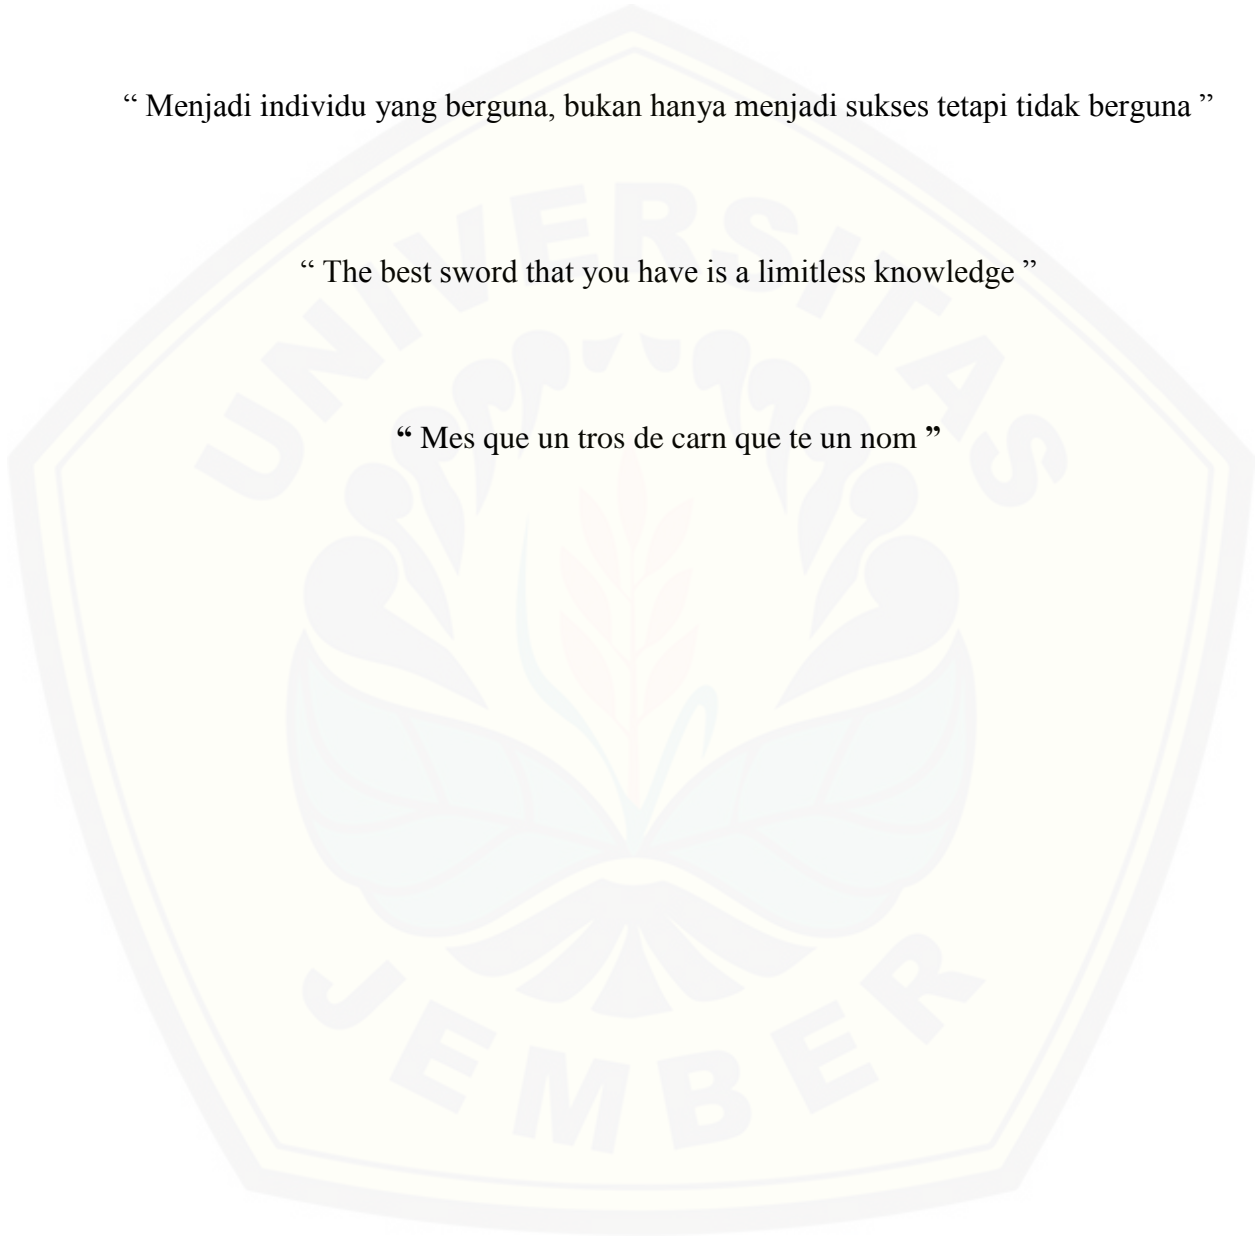 “ Menjadi individu yang berguna, bukan hanya menjadi sukses tetapi tidak berguna ”
“ The best sword that you have is a limitless knowledge ”
“ Mes que un tros de carn que te un nom ”
UNIVERSITAS
JEMBER